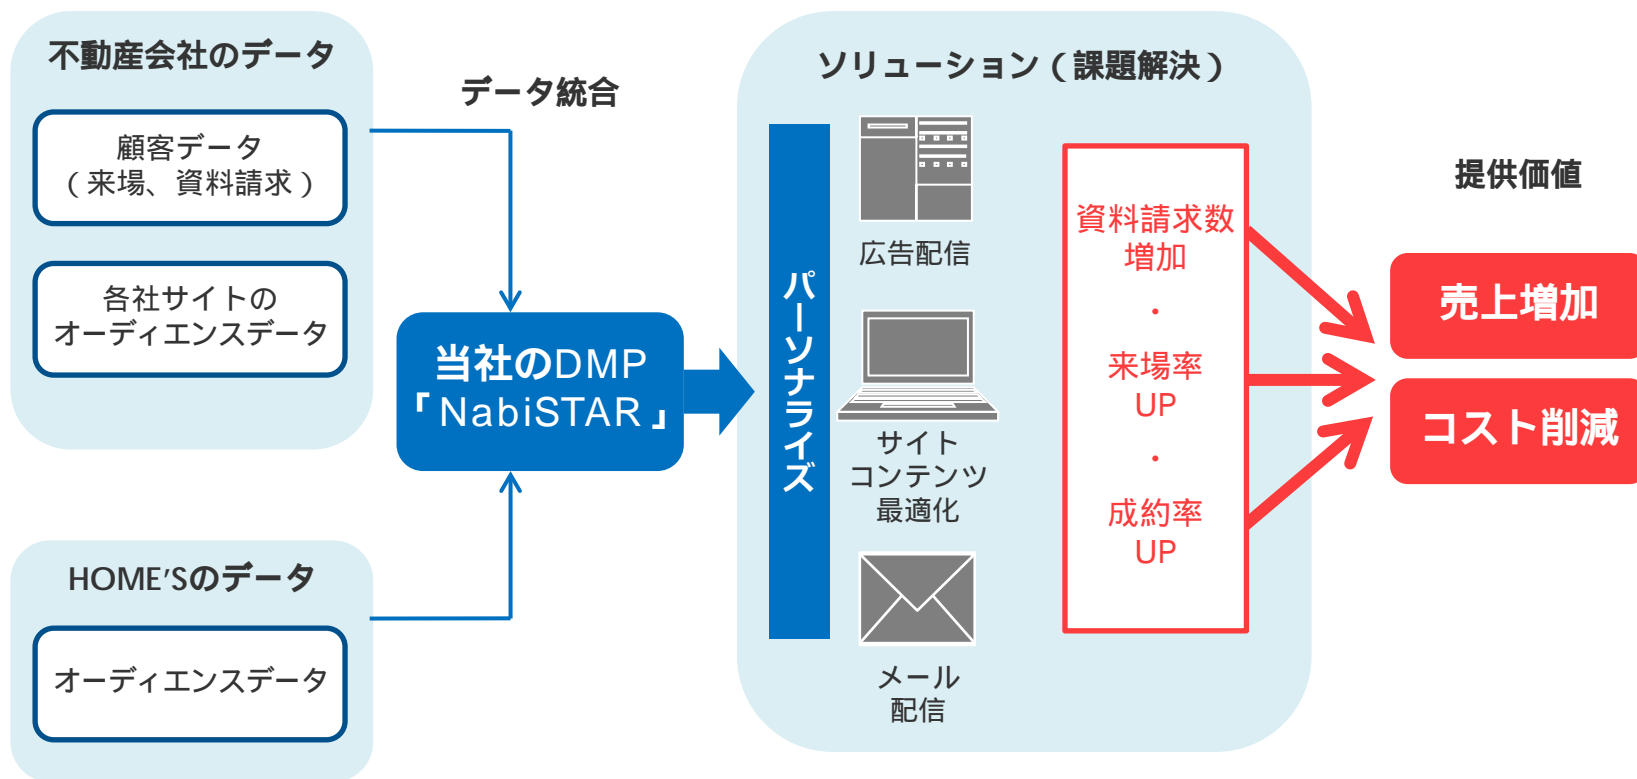 不動産会社のデータ
顧客データ
（来場、資料請求）
各社サイトの
オーディエンスデータ
HOME'Sのデータ
オーディエンスデータ
データ統合
当社のDMP
「NabiSTAR」
ソリューション（課題解決）
パーソナライズ
広告配信
サイト
コンテンツ
最適化
メール
配信
資料請求数
増加
・
来場率
UP
・
成約率
UP
提供価値
売上増加
コスト削減